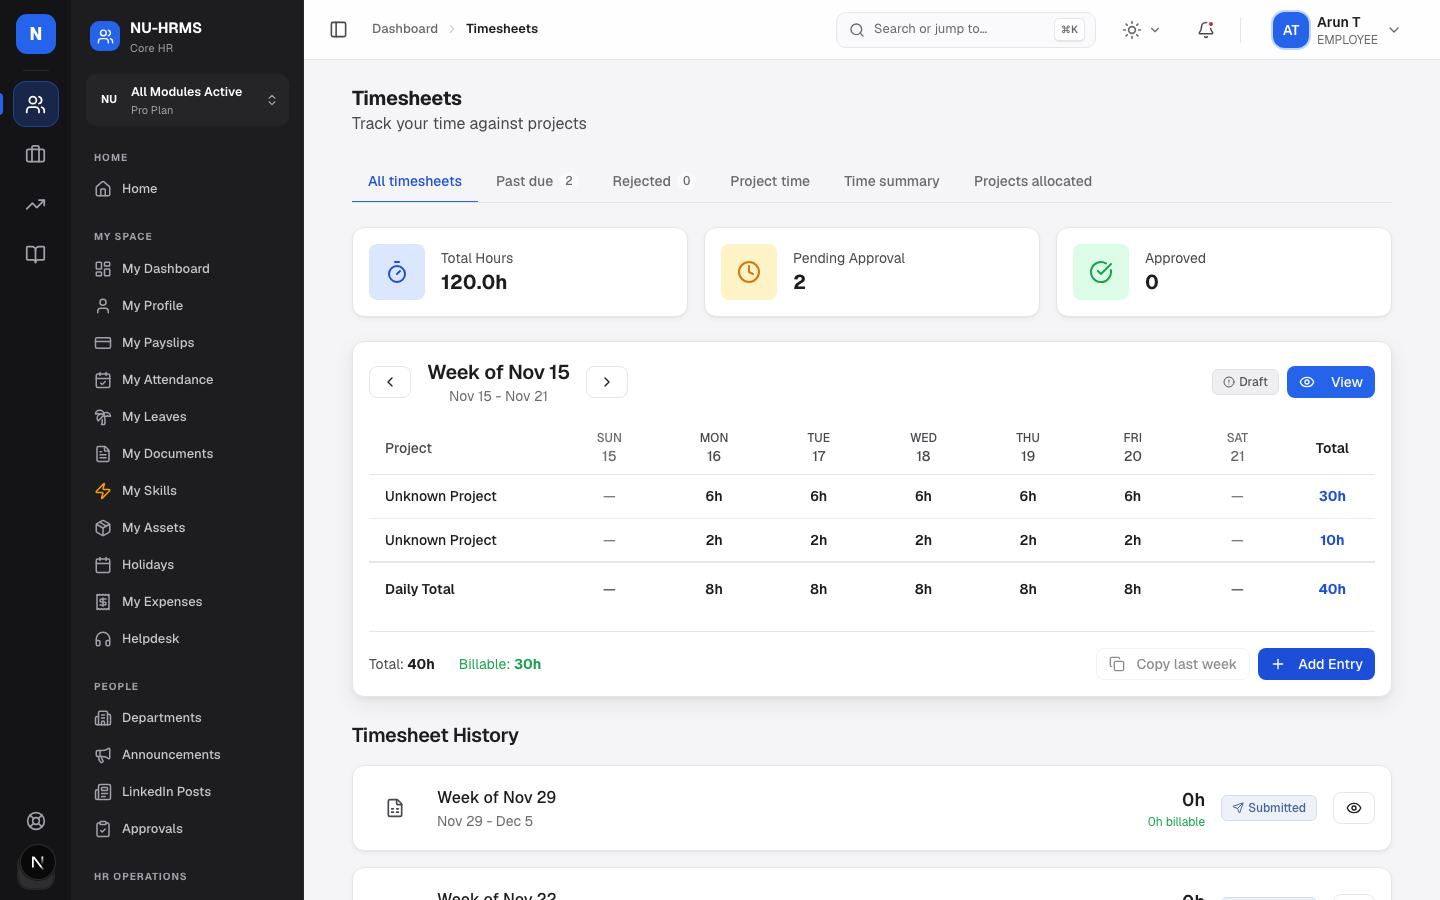 N
NU-HRMS
Core HR
NU
All Modules Active
Pro Plan
HOME
Home
MY SPACE
My Dashboard
My Profile
My Payslips
My Attendance
My Leaves
My Documents
My Skills
My Assets
Holidays
My Expenses
Helpdesk
PEOPLE
Departments
Announcements
LinkedIn Posts
Approvals
HR OPERATIONS
N
Dashboard > Timesheets
Search or jump to... ⌘K
AT
Arun T
EMPLOYEE
Timesheets
Track your time against projects
All timesheets Past due 2 Rejected 0 Project time Time summary Projects allocated
Total Hours
120.0h
Pending Approval
2
Approved
0
Week of Nov 15
Nov 15 - Nov 21
Draft
View
Project SUN 15 MON 16 TUE 17 WED 18 THU 19 FRI 20 SAT 21 Total
Unknown Project — 6h 6h 6h 6h 6h — 30h
Unknown Project — 2h 2h 2h 2h 2h — 10h
Daily Total — 8h 8h 8h 8h 8h — 40h
Total: 40h Billable: 30h
Copy last week
+ Add Entry
Timesheet History
Week of Nov 29
Nov 29 - Dec 5
0h
0h billable
Submitted
Week of Nov 22
0h